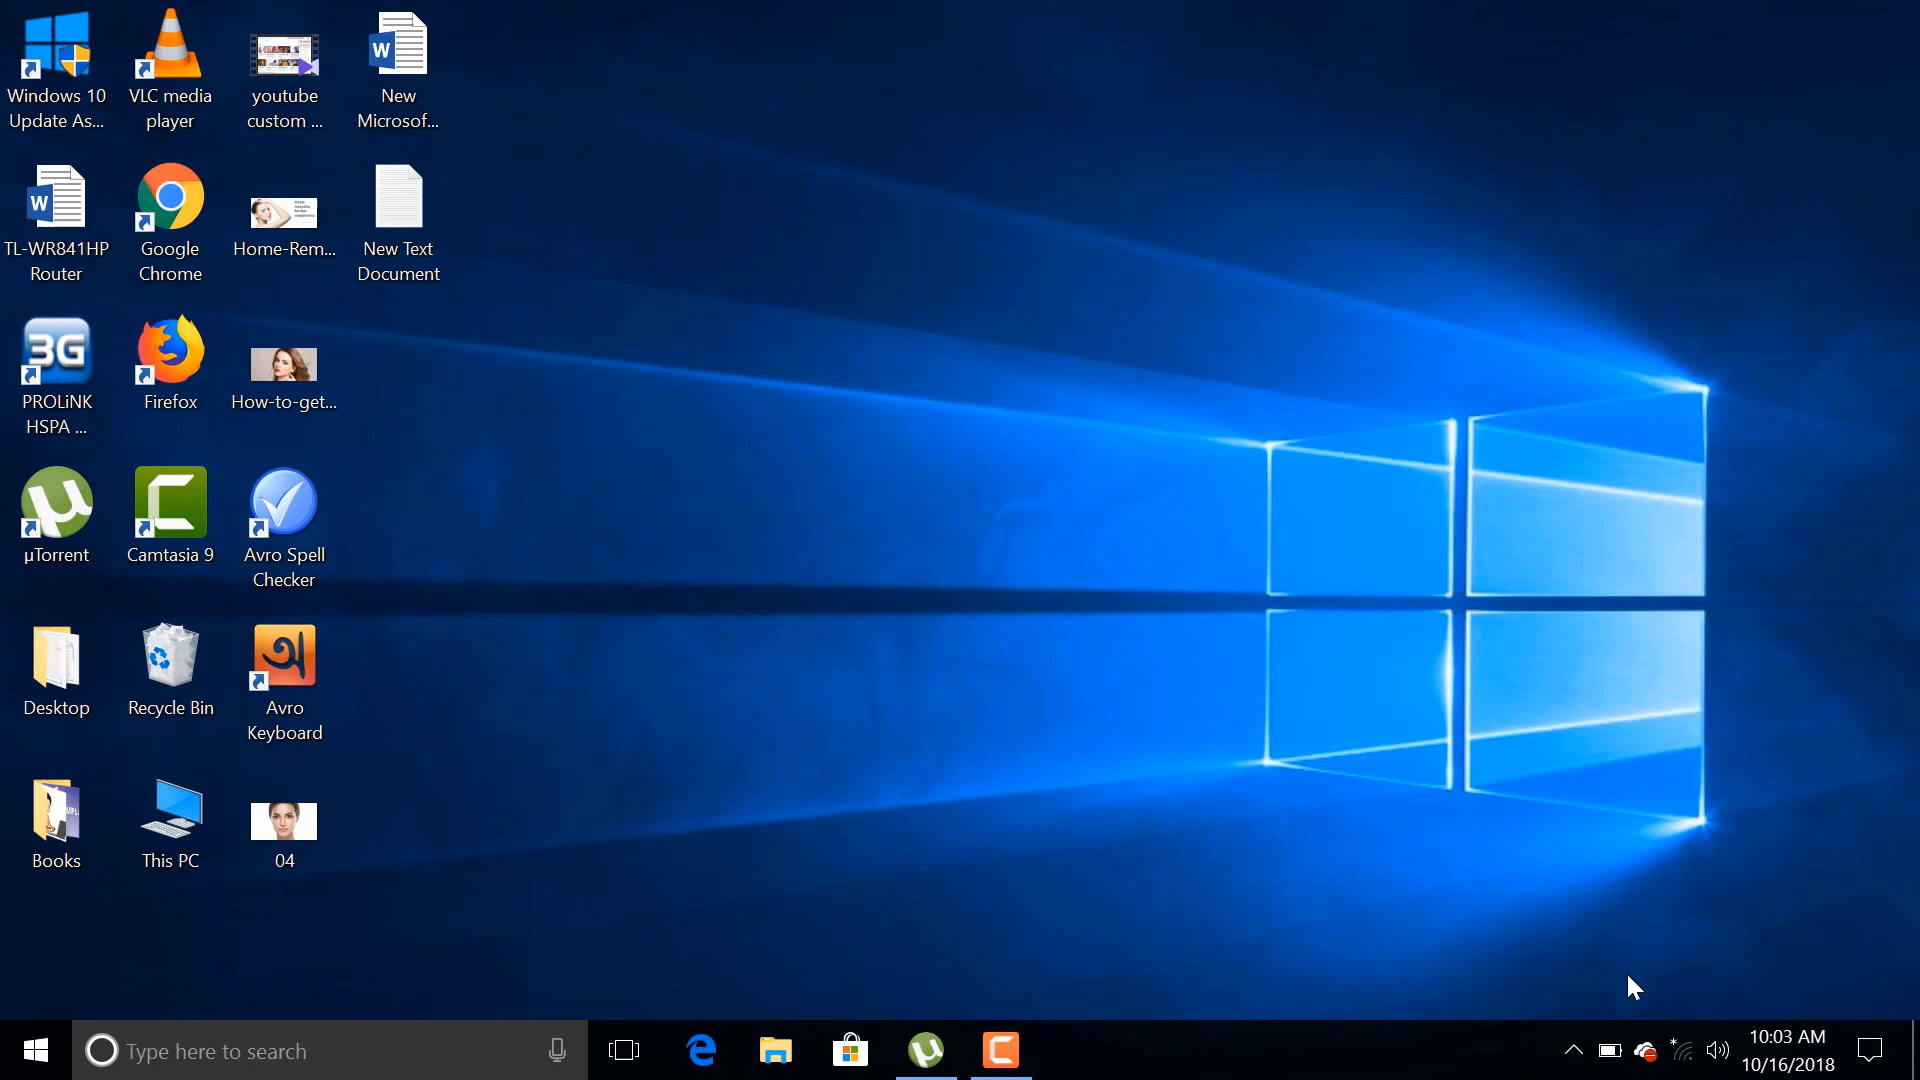 Windows 10
Update As...
VLC media
player
youtube
custom ...
New
Microsof...
TL-WR841HP
Router
Google
Chrome
Home-Rem...
New Text
Document
3G
PROLiNK
HSPA ...
Firefox
How-to-get...
µTorrent
Camtasia 9
Avro Spell
Checker
Desktop
Recycle Bin
অ
Avro
Keyboard
Books
This PC
04
Type here to search
10:03 AM
10/16/2018